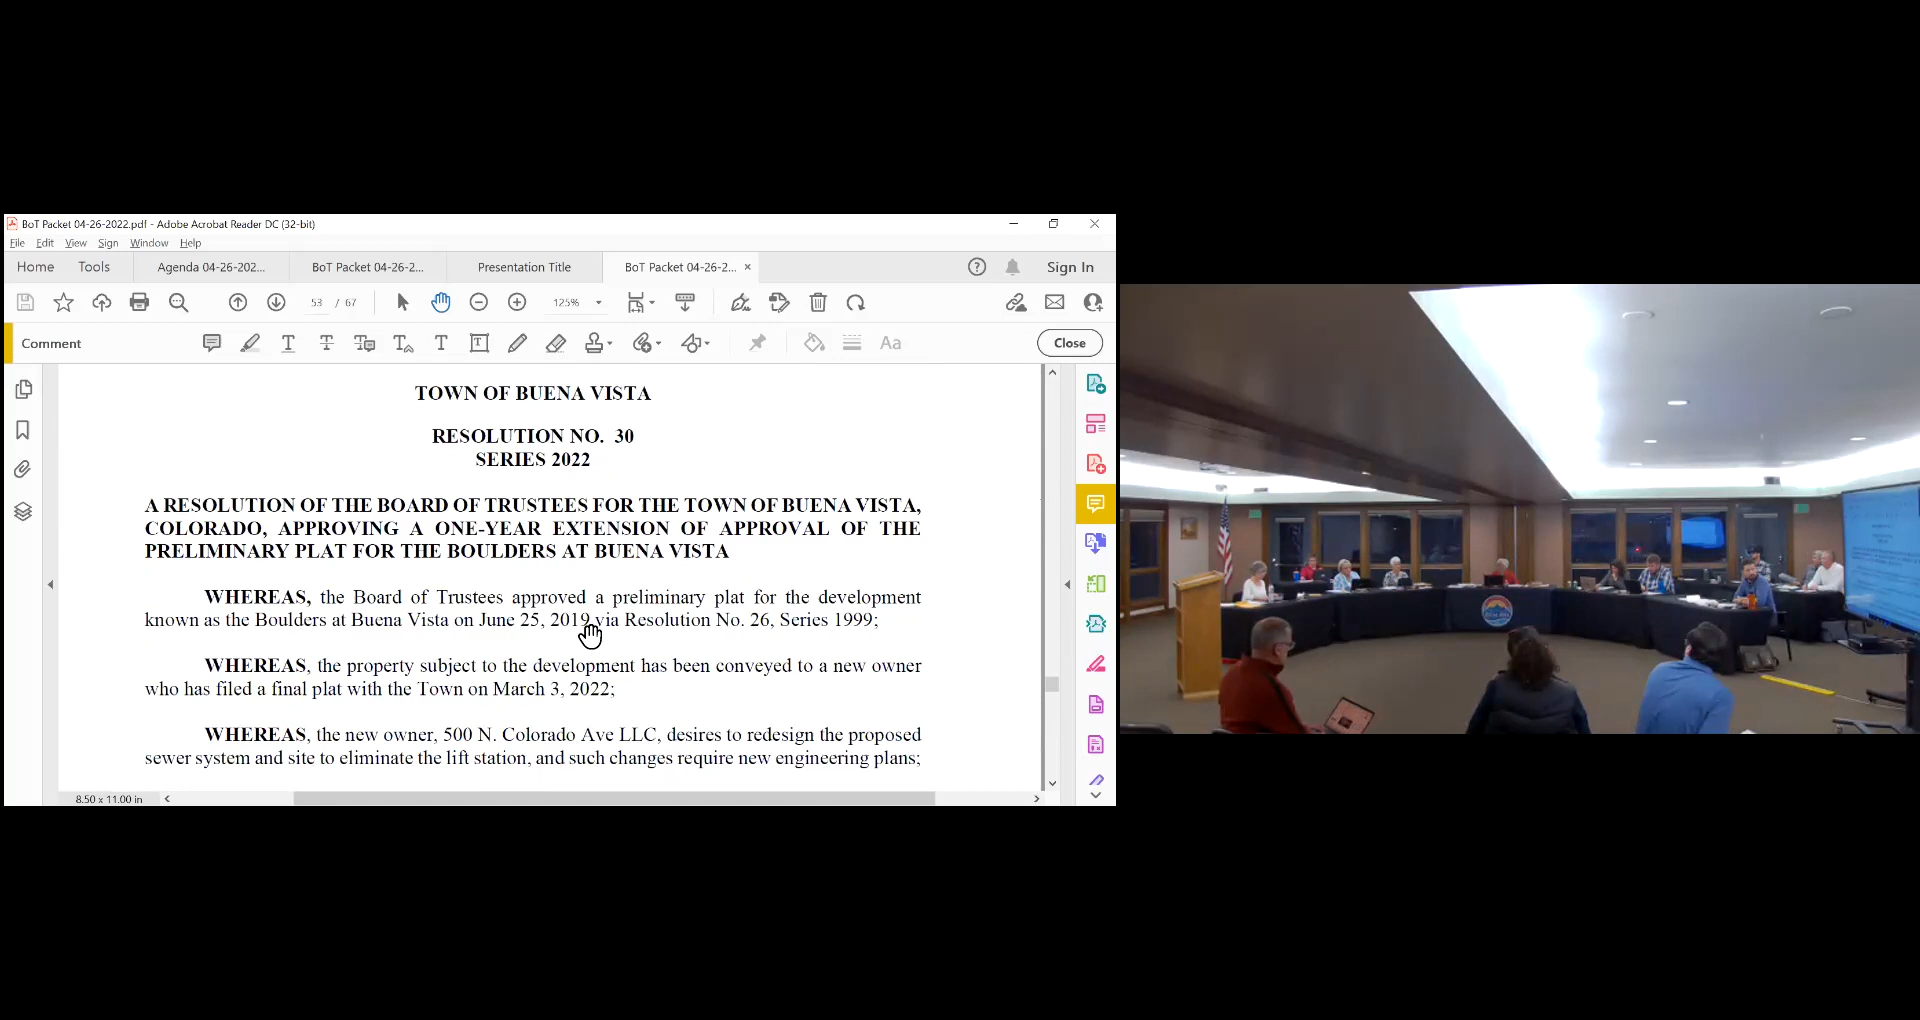 BoT Packet 04-26-2022.pdf - Adobe Acrobat Reader DC (32-bit)
File Edit View Sign Window Help
Home Tools Agenda 04-26-202... BoT Packet 04-26-2... Presentation Title BoT Packet 04-26-2... × Sign In
53 / 67 125%
Comment Aa Close
TOWN OF BUENA VISTA
RESOLUTION NO. 30
SERIES 2022
A RESOLUTION OF THE BOARD OF TRUSTEES FOR THE TOWN OF BUENA VISTA,
COLORADO, APPROVING A ONE-YEAR EXTENSION OF APPROVAL OF THE
PRELIMINARY PLAT FOR THE BOULDERS AT BUENA VISTA
WHEREAS, the Board of Trustees approved a preliminary plat for the development
known as the Boulders at Buena Vista on June 25, 2019 via Resolution No. 26, Series 1999;
WHEREAS, the property subject to the development has been conveyed to a new owner
who has filed a final plat with the Town on March 3, 2022;
WHEREAS, the new owner, 500 N. Colorado Ave LLC, desires to redesign the proposed
sewer system and site to eliminate the lift station, and such changes require new engineering plans;
8.50 x 11.00 in